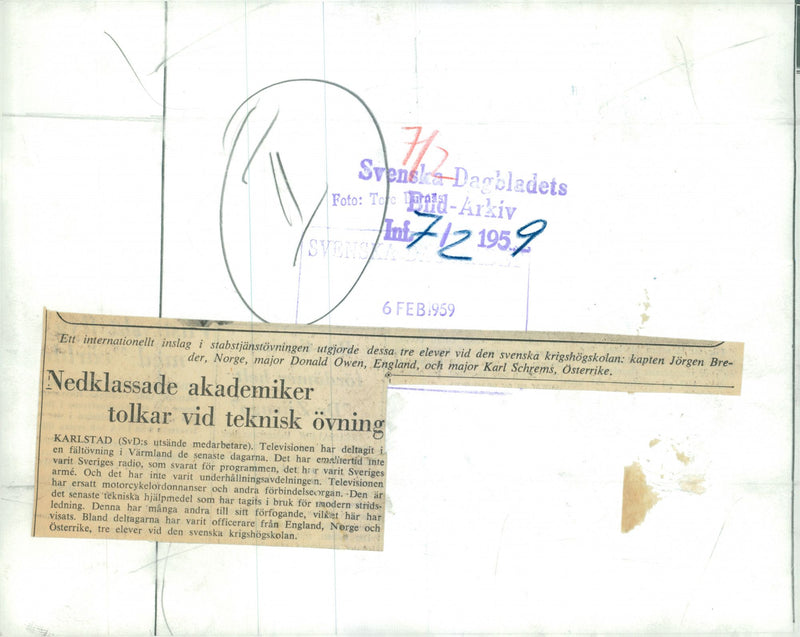 7/2
Svenska Dagbladets
Foto: Tore
Bild-Arkiv
Inf. 7/2 1959
SVENSKA
6 FEB 1959
Ett internationellt inslag i stabstjänstövningen utgjorde dessa tre elever vid den svenska krigshögskolan: kapten Jörgen Bre-
der, Norge, major Donald Owen, England, och major Karl Schrems, Österrike.
Nedklassade akademiker
tolkar vid teknisk övning
KARLSTAD (SvD:s utsände medarbetare). Televisionen har deltagit i
en fältövning i Värmland de senaste dagarna. Det har emellertid inte
varit Sveriges radio, som svarat för programmen, det har varit Sveriges
armé. Och det har inte varit underhållningsavdelningen. Televisionen
har ersatt motorcykelordonnanser och andra förbindelseorgan. Den är
det senaste tekniska hjälpmedel som har tagits i bruk för modern strids-
ledning. Denna har många andra till sitt förfogande, vilket här har
visats. Bland deltagarna har varit officerare från England, Norge och
Österrike, tre elever vid den svenska krigshögskolan.